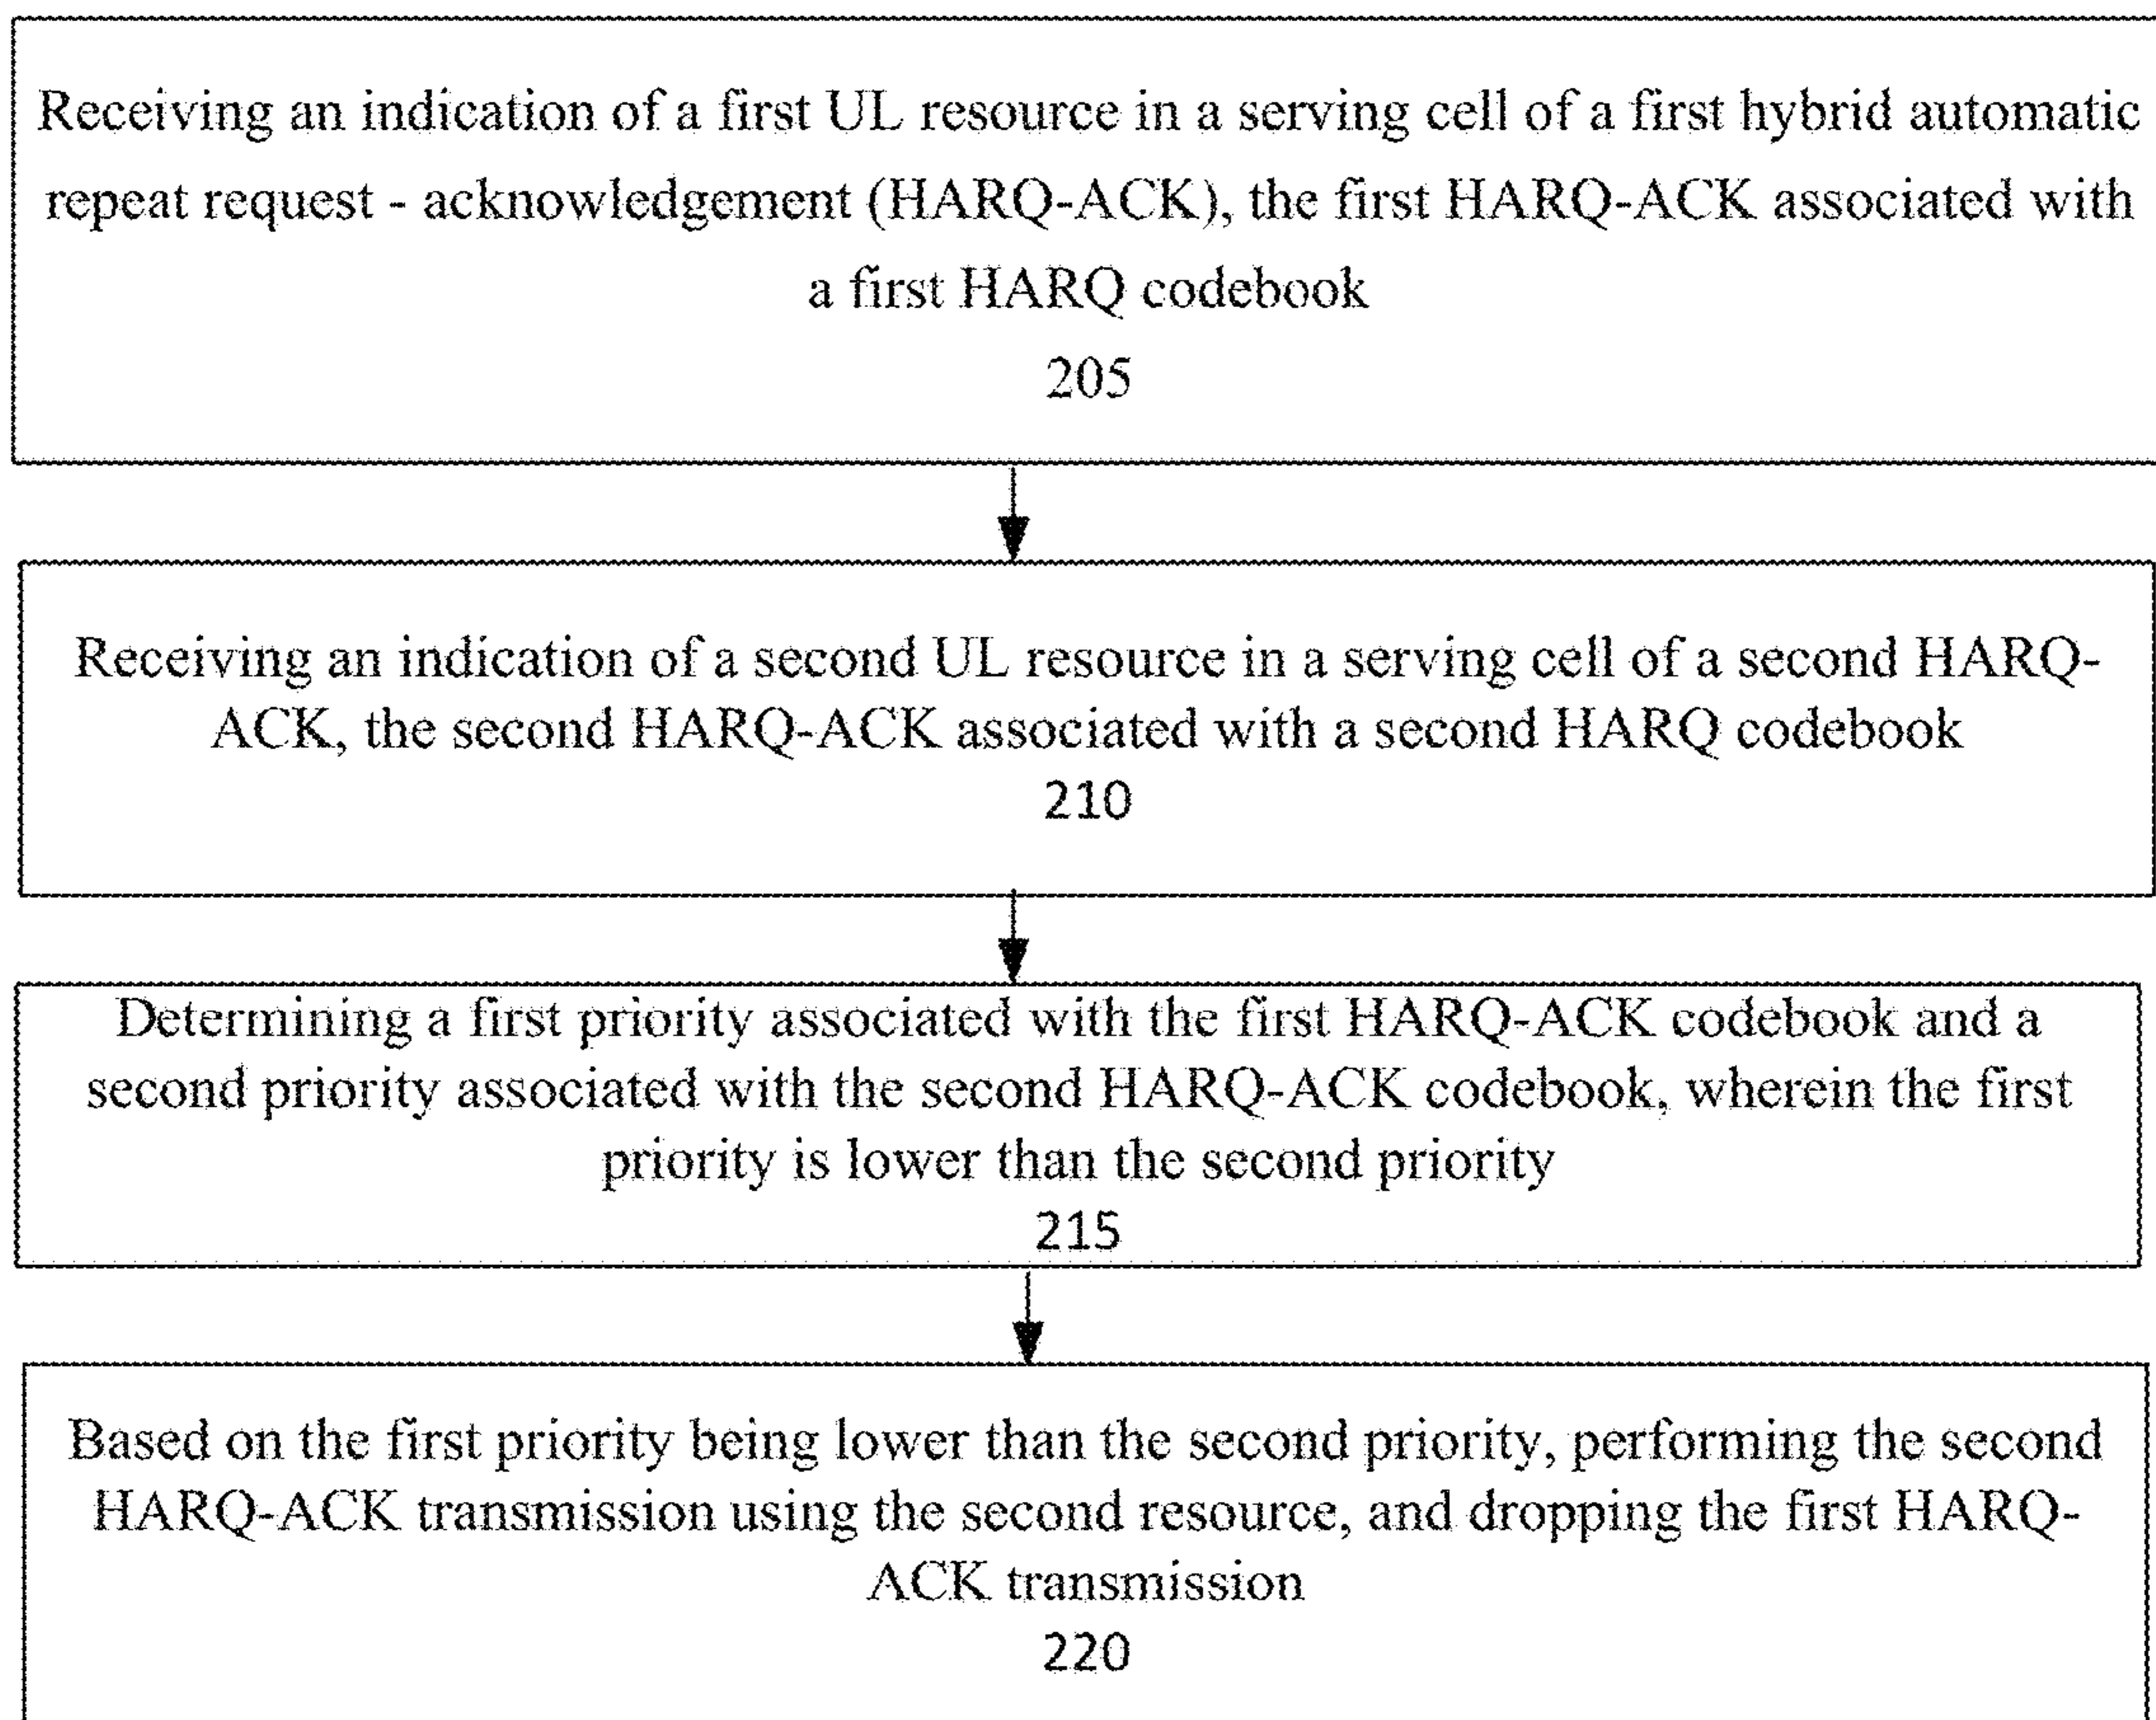 Receiving an indication of a first UL resource in a serving cell of a first hybrid automatic
repeat request - acknowledgement (HARQ-ACK), the first HARQ-ACK associated with
a first HARQ codebook
205
Receiving an indication of a second UL resource in a serving cell of a second HARQ-
ACK, the second HARQ-ACK associated with a second HARQ codebook
210
Determining a first priority associated with the first HARQ-ACK codebook and a
second priority associated with the second HARQ-ACK codebook, wherein the first
priority is lower than the second priority
215
Based on the first priority being lower than the second priority, performing the second
HARQ-ACK transmission using the second resource, and dropping the first HARQ-
ACK transmission
220